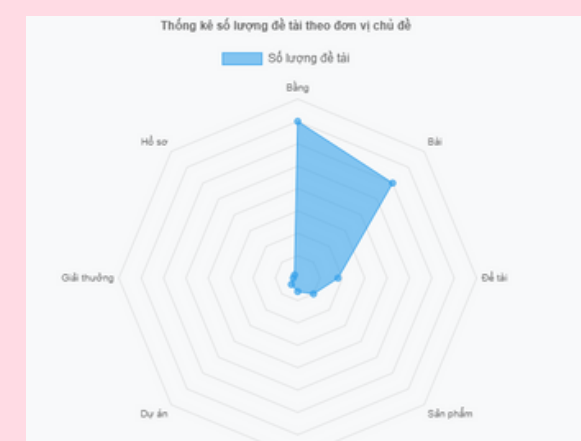 Thống kê số lượng đề tài theo đơn vị chủ đề
Số lượng đề tài
Bằng
Hồ sơ
Bài
Giải thưởng
Đề tài
Dự án
Sản phẩm